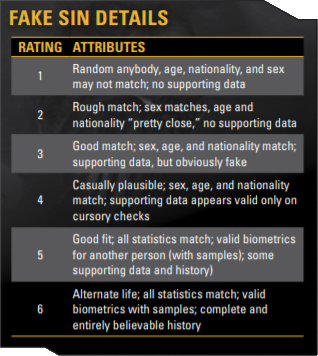 FAKE SIN DETAILS
RATING ATTRIBUTES
1 Random anybody, age, nationality, and sex
may not match; no supporting data
2 Rough match; sex matches, age and
nationality “pretty close,” no supporting data
3 Good match; sex, age, and nationality match;
supporting data, but obviously fake
4 Casually plausible; sex, age, and nationality
match; supporting data appears valid only on
cursory checks
5 Good fit; all statistics match; valid biometrics
for another person (with samples); some
supporting data and history)
6 Alternate life; all statistics match; valid
biometrics with samples; complete and
entirely believable history